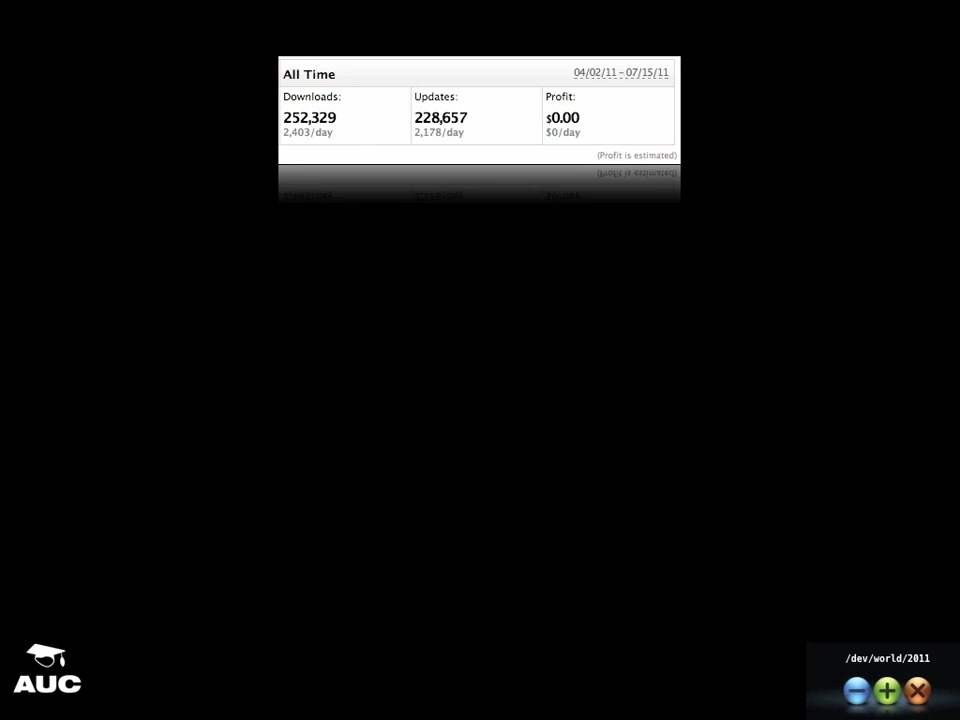 All Time 04/02/11 – 07/15/11
Downloads: Updates: Profit:
252,329 228,657 $0.00
2,403/day 2,178/day $0/day
(Profit is estimated)
AUC
/dev/world/2011